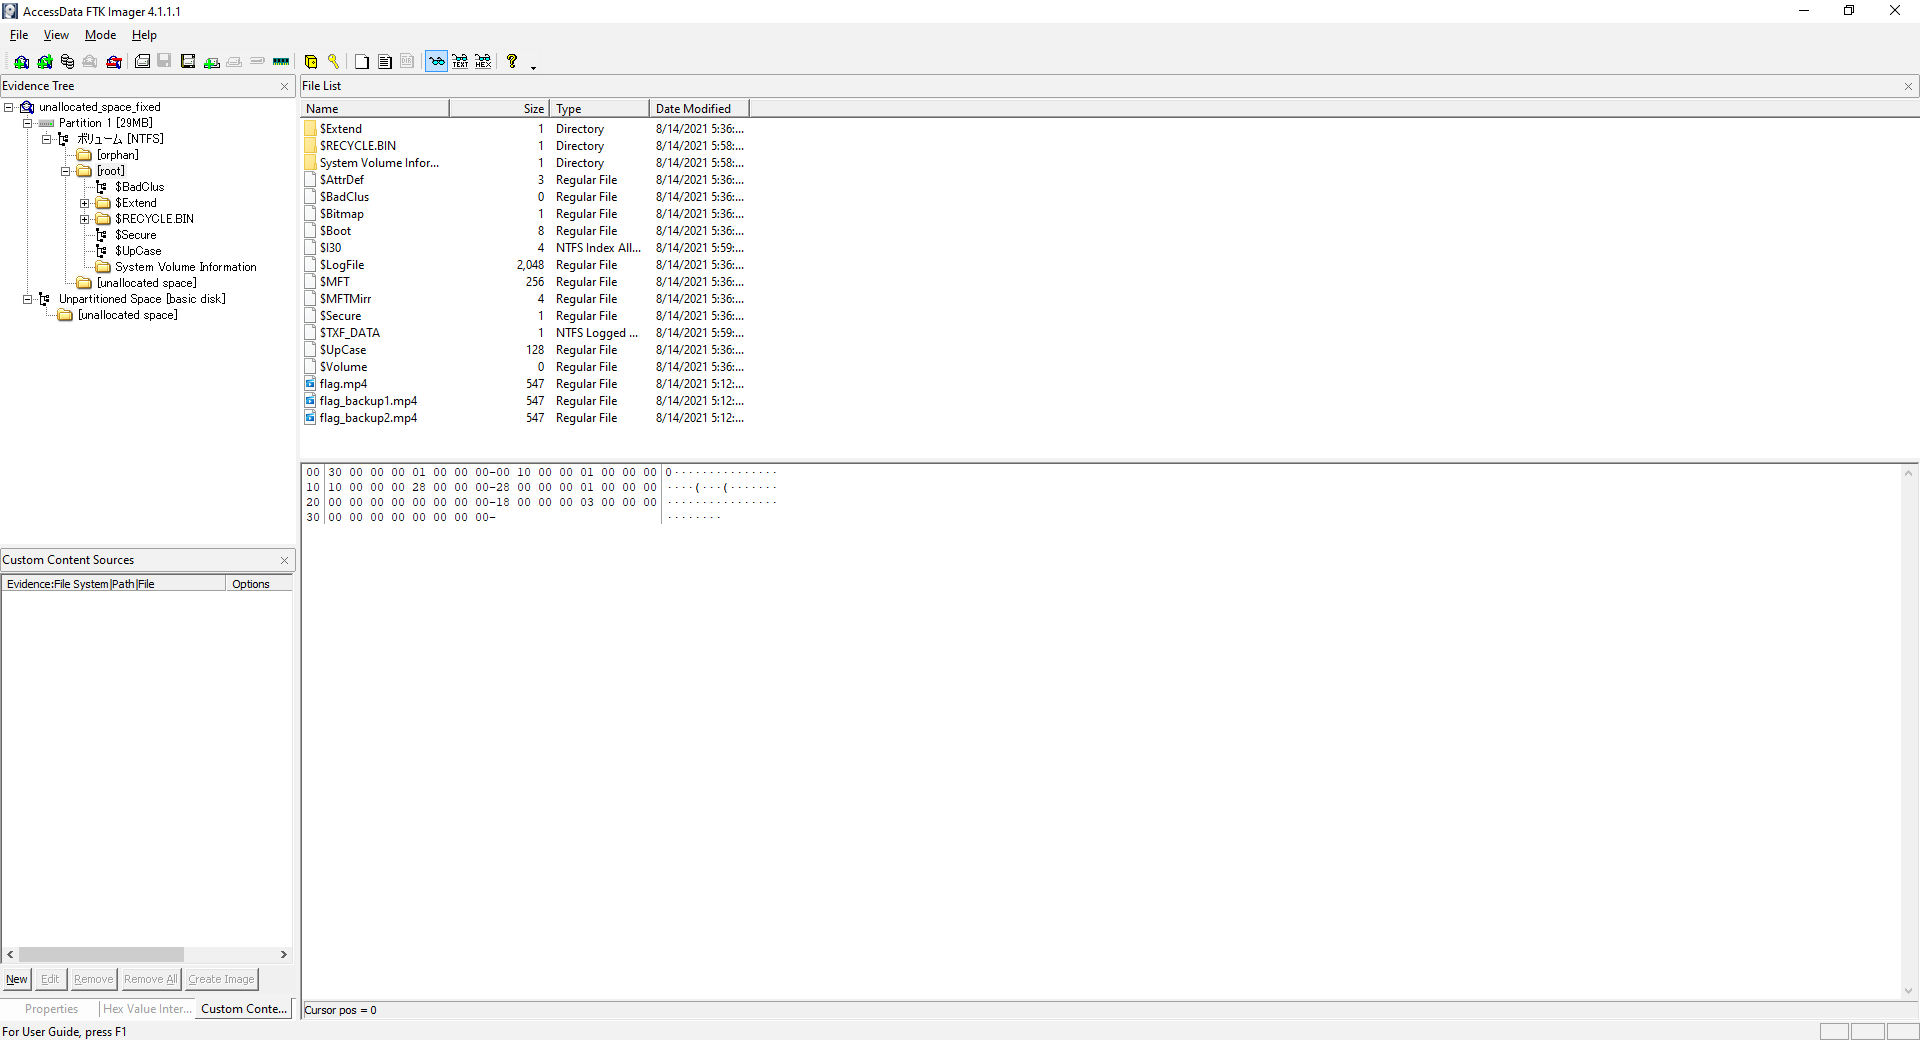 AccessData FTK Imager 4.1.1.1
File View Mode Help
TEXT HEX
Evidence Tree
unallocated_space_fixed
Partition 1 [29MB]
ボリューム [NTFS]
[orphan]
[root]
$BadClus
$Extend
$RECYCLE.BIN
$Secure
$UpCase
System Volume Information
[unallocated space]
Unpartitioned Space [basic disk]
[unallocated space]
Custom Content Sources
Evidence:File System|Path|File Options
New Edit Remove Remove All Create Image
Properties Hex Value Inter... Custom Conte...
File List
Name Size Type Date Modified
$Extend 1 Directory 8/14/2021 5:36:...
$RECYCLE.BIN 1 Directory 8/14/2021 5:58:...
System Volume Infor... 1 Directory 8/14/2021 5:58:...
$AttrDef 3 Regular File 8/14/2021 5:36:...
$BadClus 0 Regular File 8/14/2021 5:36:...
$Bitmap 1 Regular File 8/14/2021 5:36:...
$Boot 8 Regular File 8/14/2021 5:36:...
$I30 4 NTFS Index All... 8/14/2021 5:59:...
$LogFile 2,048 Regular File 8/14/2021 5:36:...
$MFT 256 Regular File 8/14/2021 5:36:...
$MFTMirr 4 Regular File 8/14/2021 5:36:...
$Secure 1 Regular File 8/14/2021 5:36:...
$TXF_DATA 1 NTFS Logged ... 8/14/2021 5:59:...
$UpCase 128 Regular File 8/14/2021 5:36:...
$Volume 0 Regular File 8/14/2021 5:36:...
flag.mp4 547 Regular File 8/14/2021 5:12:...
flag_backup1.mp4 547 Regular File 8/14/2021 5:12:...
flag_backup2.mp4 547 Regular File 8/14/2021 5:12:...
00 30 00 00 00 01 00 00 00-00 10 00 00 01 00 00 00 0···············
10 10 00 00 00 28 00 00 00-28 00 00 00 01 00 00 00 ····(···(·······
20 00 00 00 00 00 00 00 00-18 00 00 00 03 00 00 00 ················
30 00 00 00 00 00 00 00 00- ········
Cursor pos = 0
For User Guide, press F1